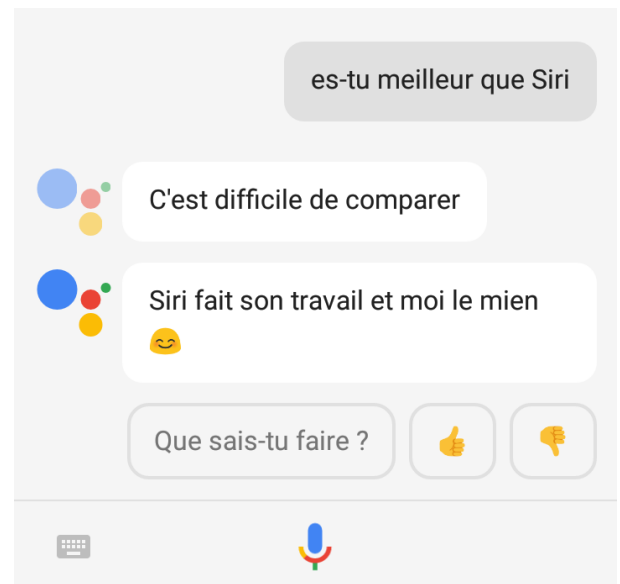 es-tu meilleur que Siri
C'est difficile de comparer
Siri fait son travail et moi le mien
😊
Que sais-tu faire ? 👍 👎